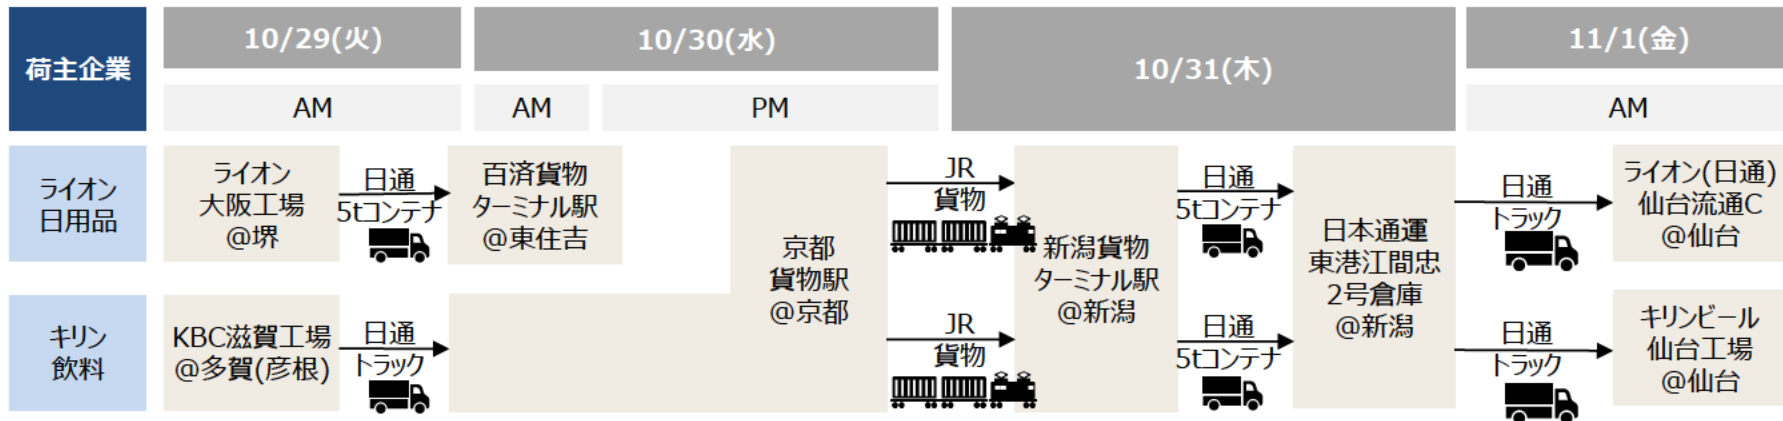 荷主企業
10/29(火)
10/30(水)
10/31(木)
11/1(金)
AM
AM
PM
AM
ライオン
日用品
ライオン
大阪工場
@堺
日通
5tコンテナ
百済貨物
ターミナル駅
@東住吉
京都
貨物駅
@京都
JR
貨物
新潟貨物
ターミナル駅
@新潟
日通
5tコンテナ
日本通運
東港江間忠
2号倉庫
@新潟
日通
トラック
ライオン(日通)
仙台流通C
@仙台
キリン
飲料
KBC滋賀工場
@多賀(彦根)
日通
トラック
JR
貨物
日通
5tコンテナ
日通
トラック
キリンビール
仙台工場
@仙台